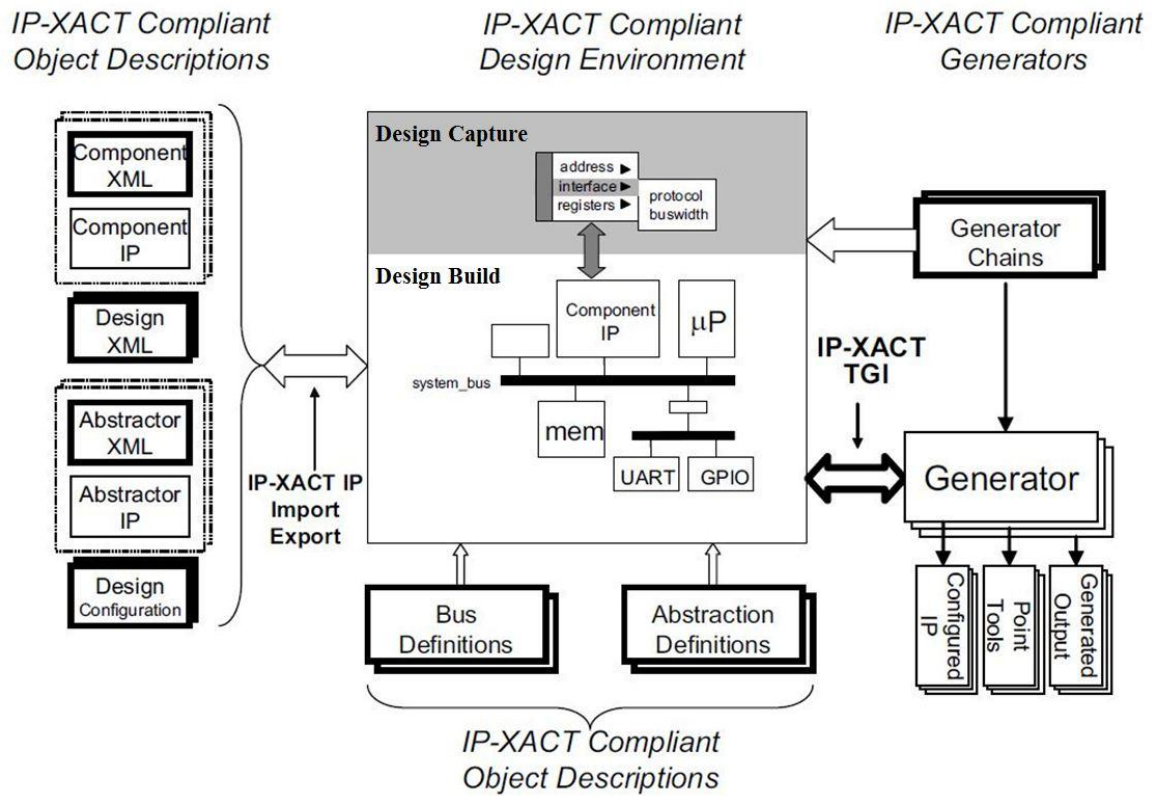 IP-XACT Compliant
Object Descriptions
IP-XACT Compliant
Design Environment
IP-XACT Compliant
Generators
Component
XML
Component
IP
Design
XML
Abstractor
XML
Abstractor
IP
Design
Configuration
IP-XACT IP
Import
Export
Design Capture
address
interface
registers
protocol
buswidth
Design Build
Component
IP
µP
system_bus
mem
UART
GPIO
Bus
Definitions
Abstraction
Definitions
IP-XACT Compliant
Object Descriptions
Generator
Chains
IP-XACT
TGI
Generator
Configured
IP
Point
Tools
Generated
Output